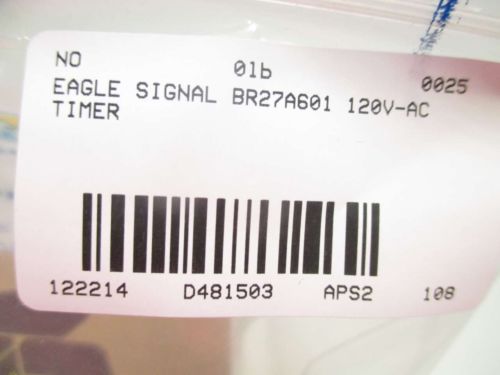 NO 01b 0025
EAGLE SIGNAL BR27A601 120V-AC
TIMER
122214 D481503 APS2 108